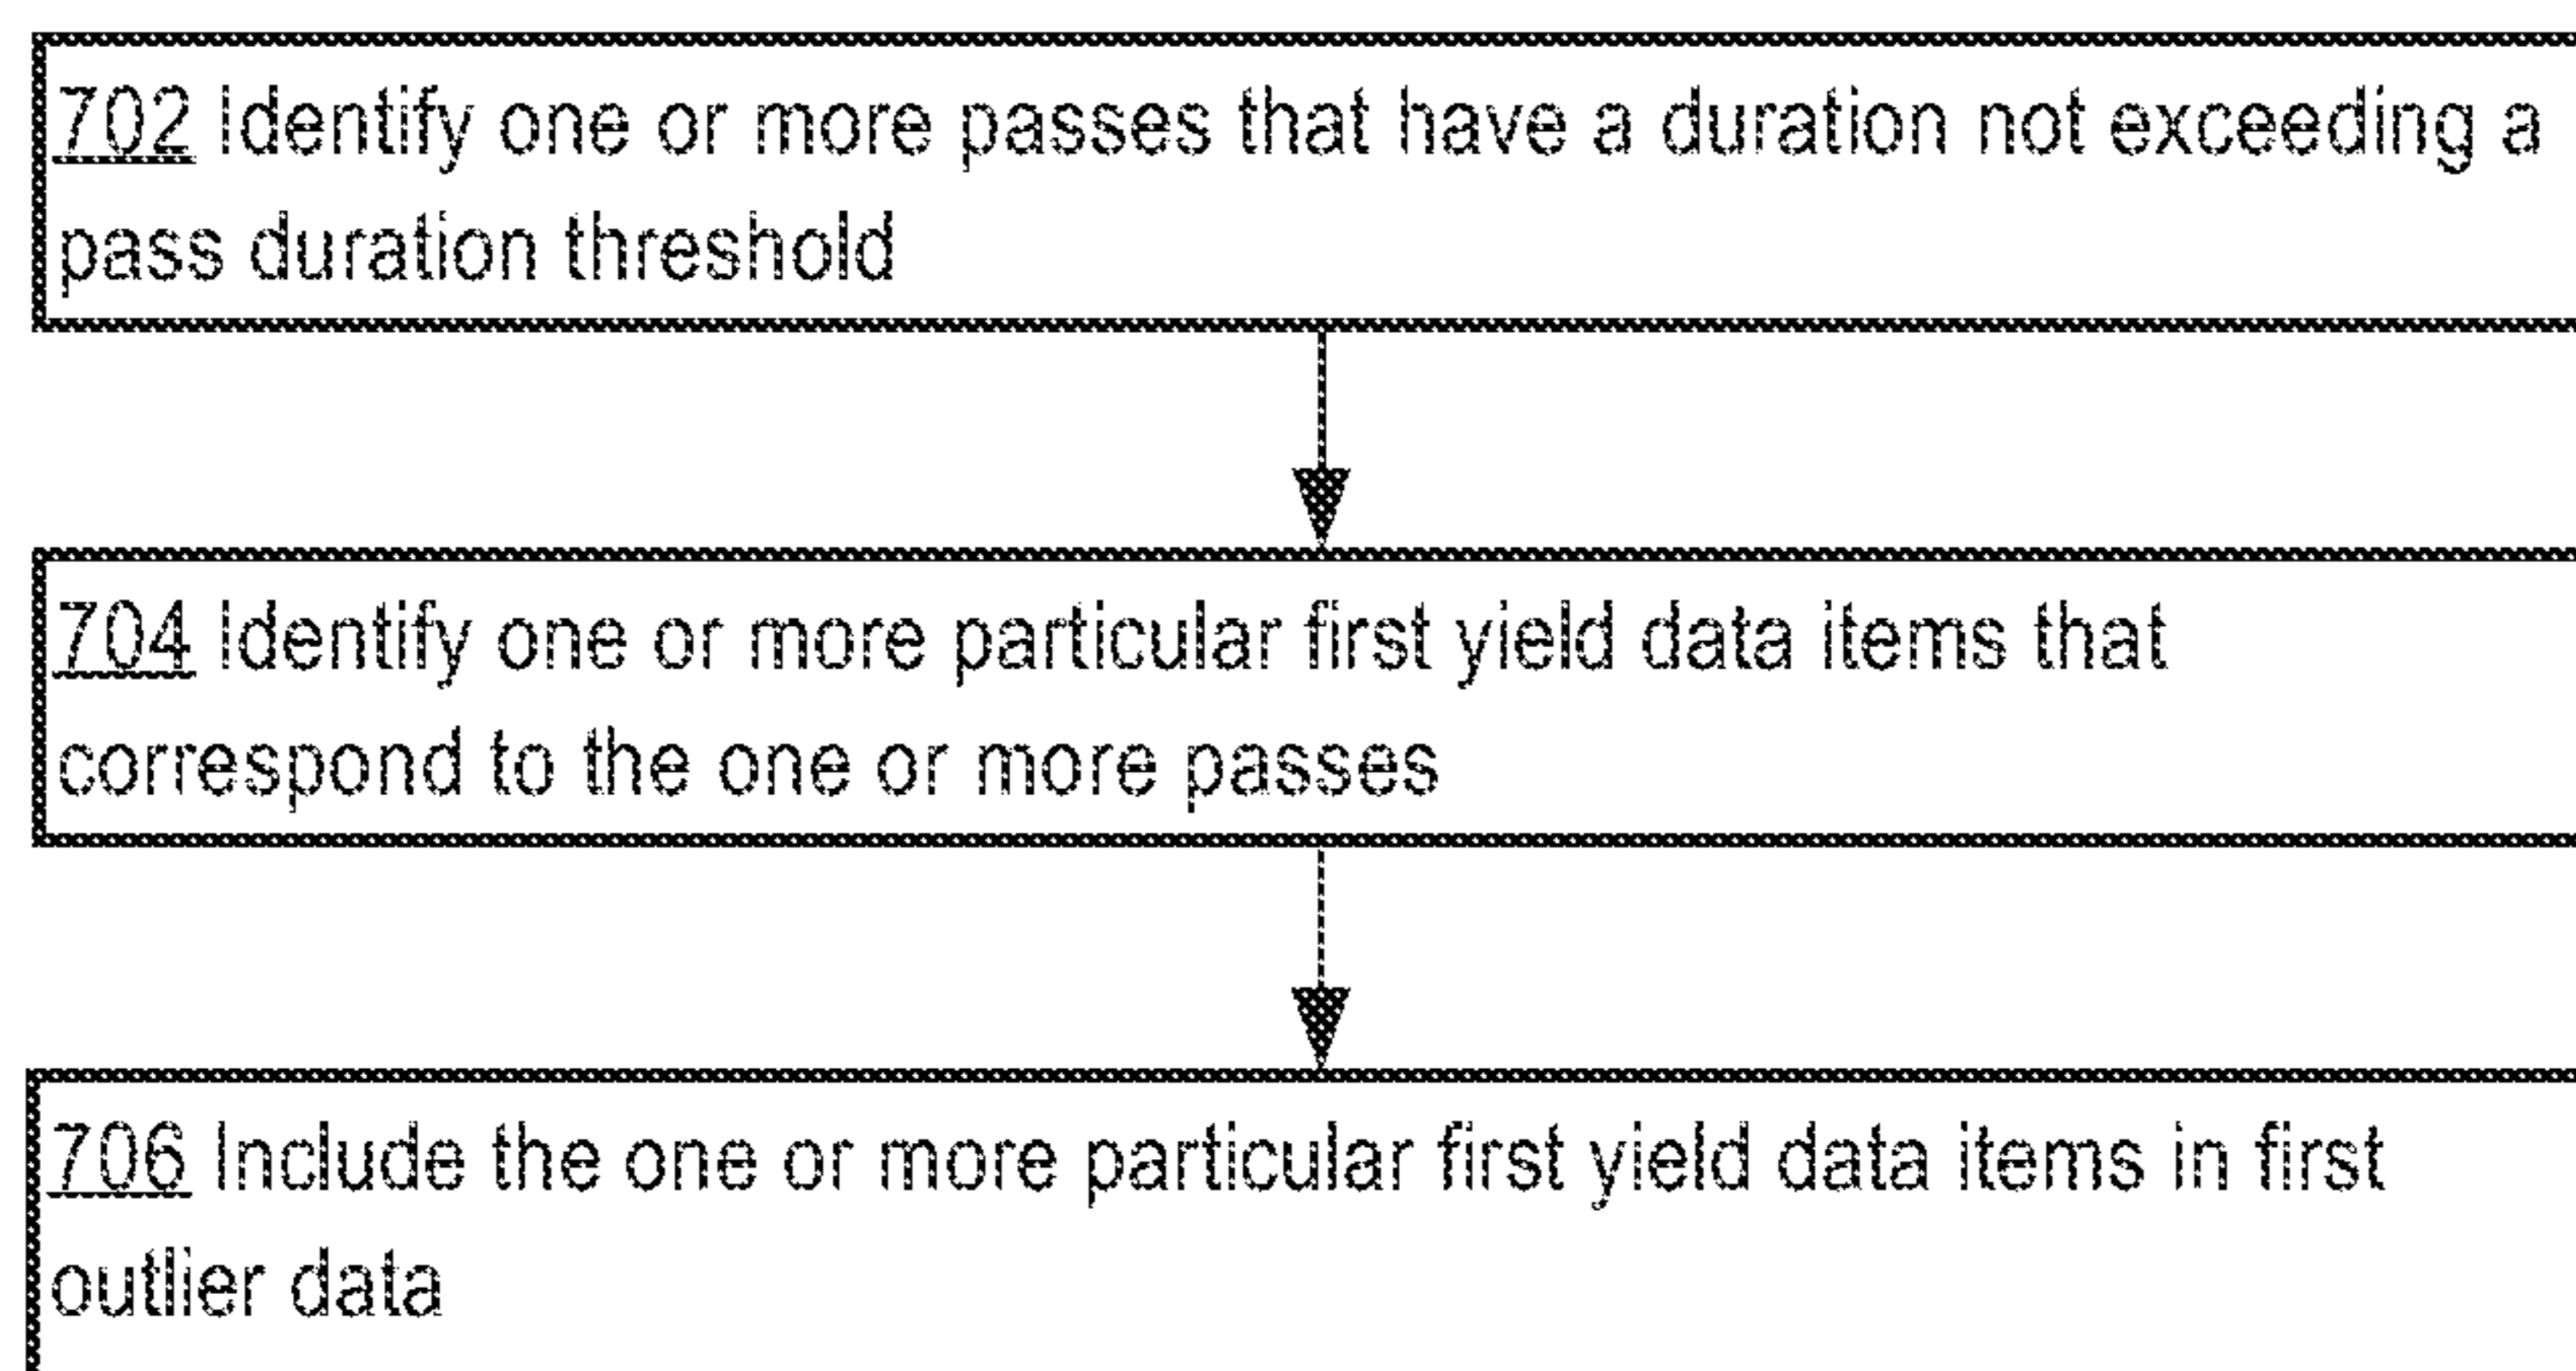 702 Identify one or more passes that have a duration not exceeding a
pass duration threshold
704 Identify one or more particular first yield data items that
correspond to the one or more passes
706 Include the one or more particular first yield data items in first
outlier data